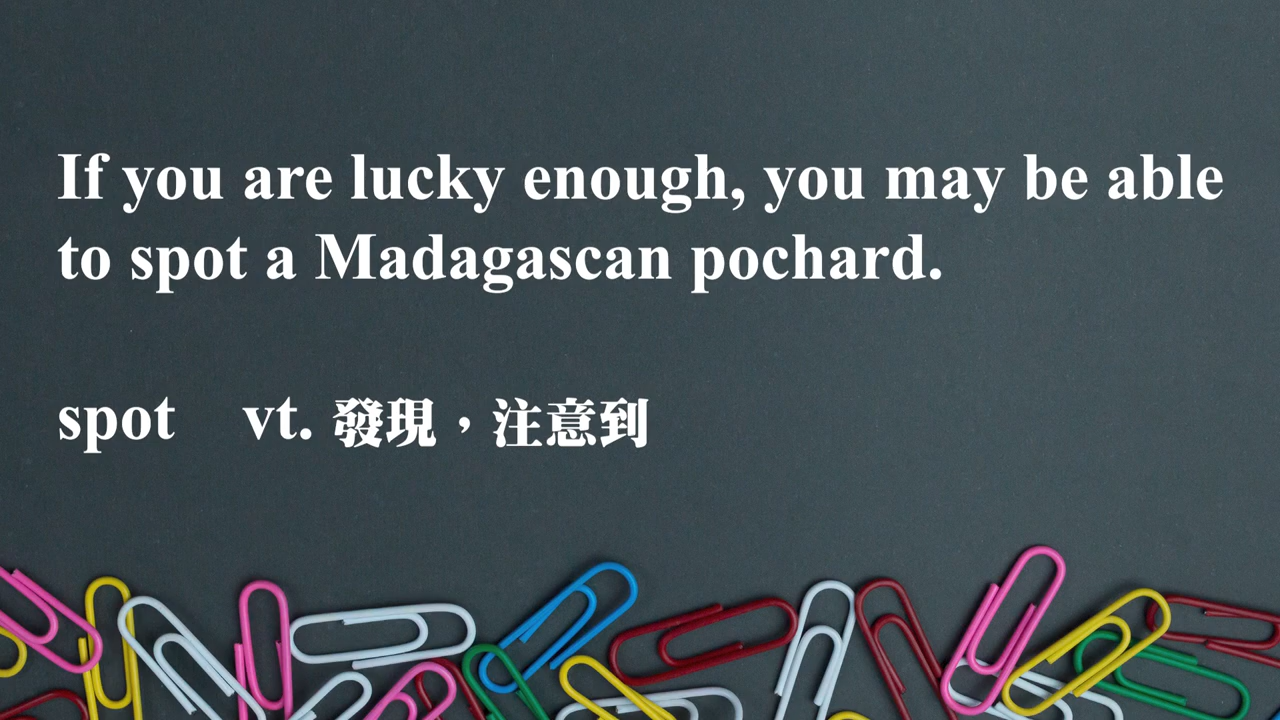 If you are lucky enough, you may be able
to spot a Madagascan pochard.
spot vt. 發現，注意到